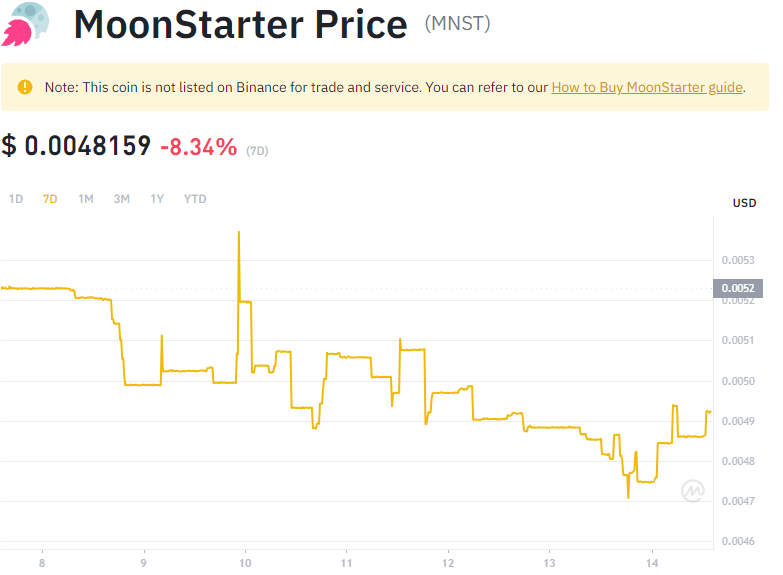 MoonStarter Price (MNST)
Note: This coin is not listed on Binance for trade and service. You can refer to our How to Buy MoonStarter guide.
$ 0.0048159 -8.34% (7D)
1D 7D 1M 3M 1Y YTD
USD
0.0053
0.0052
0.0052
0.0051
0.0050
0.0049
0.0048
0.0047
0.0046
8 9 10 11 12 13 14